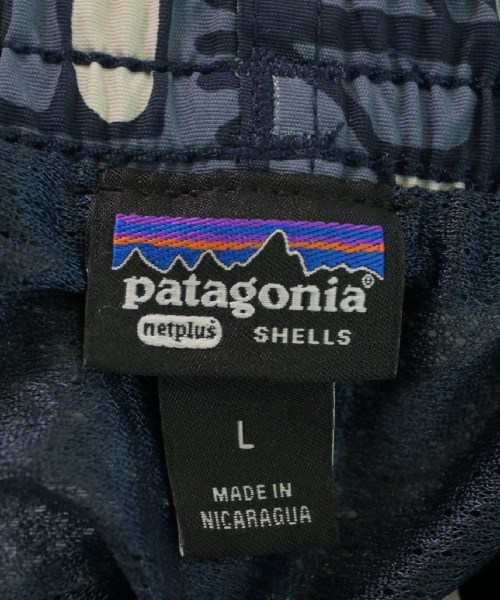 patagonia®
netplus® SHELLS
L
MADE IN
NICARAGUA